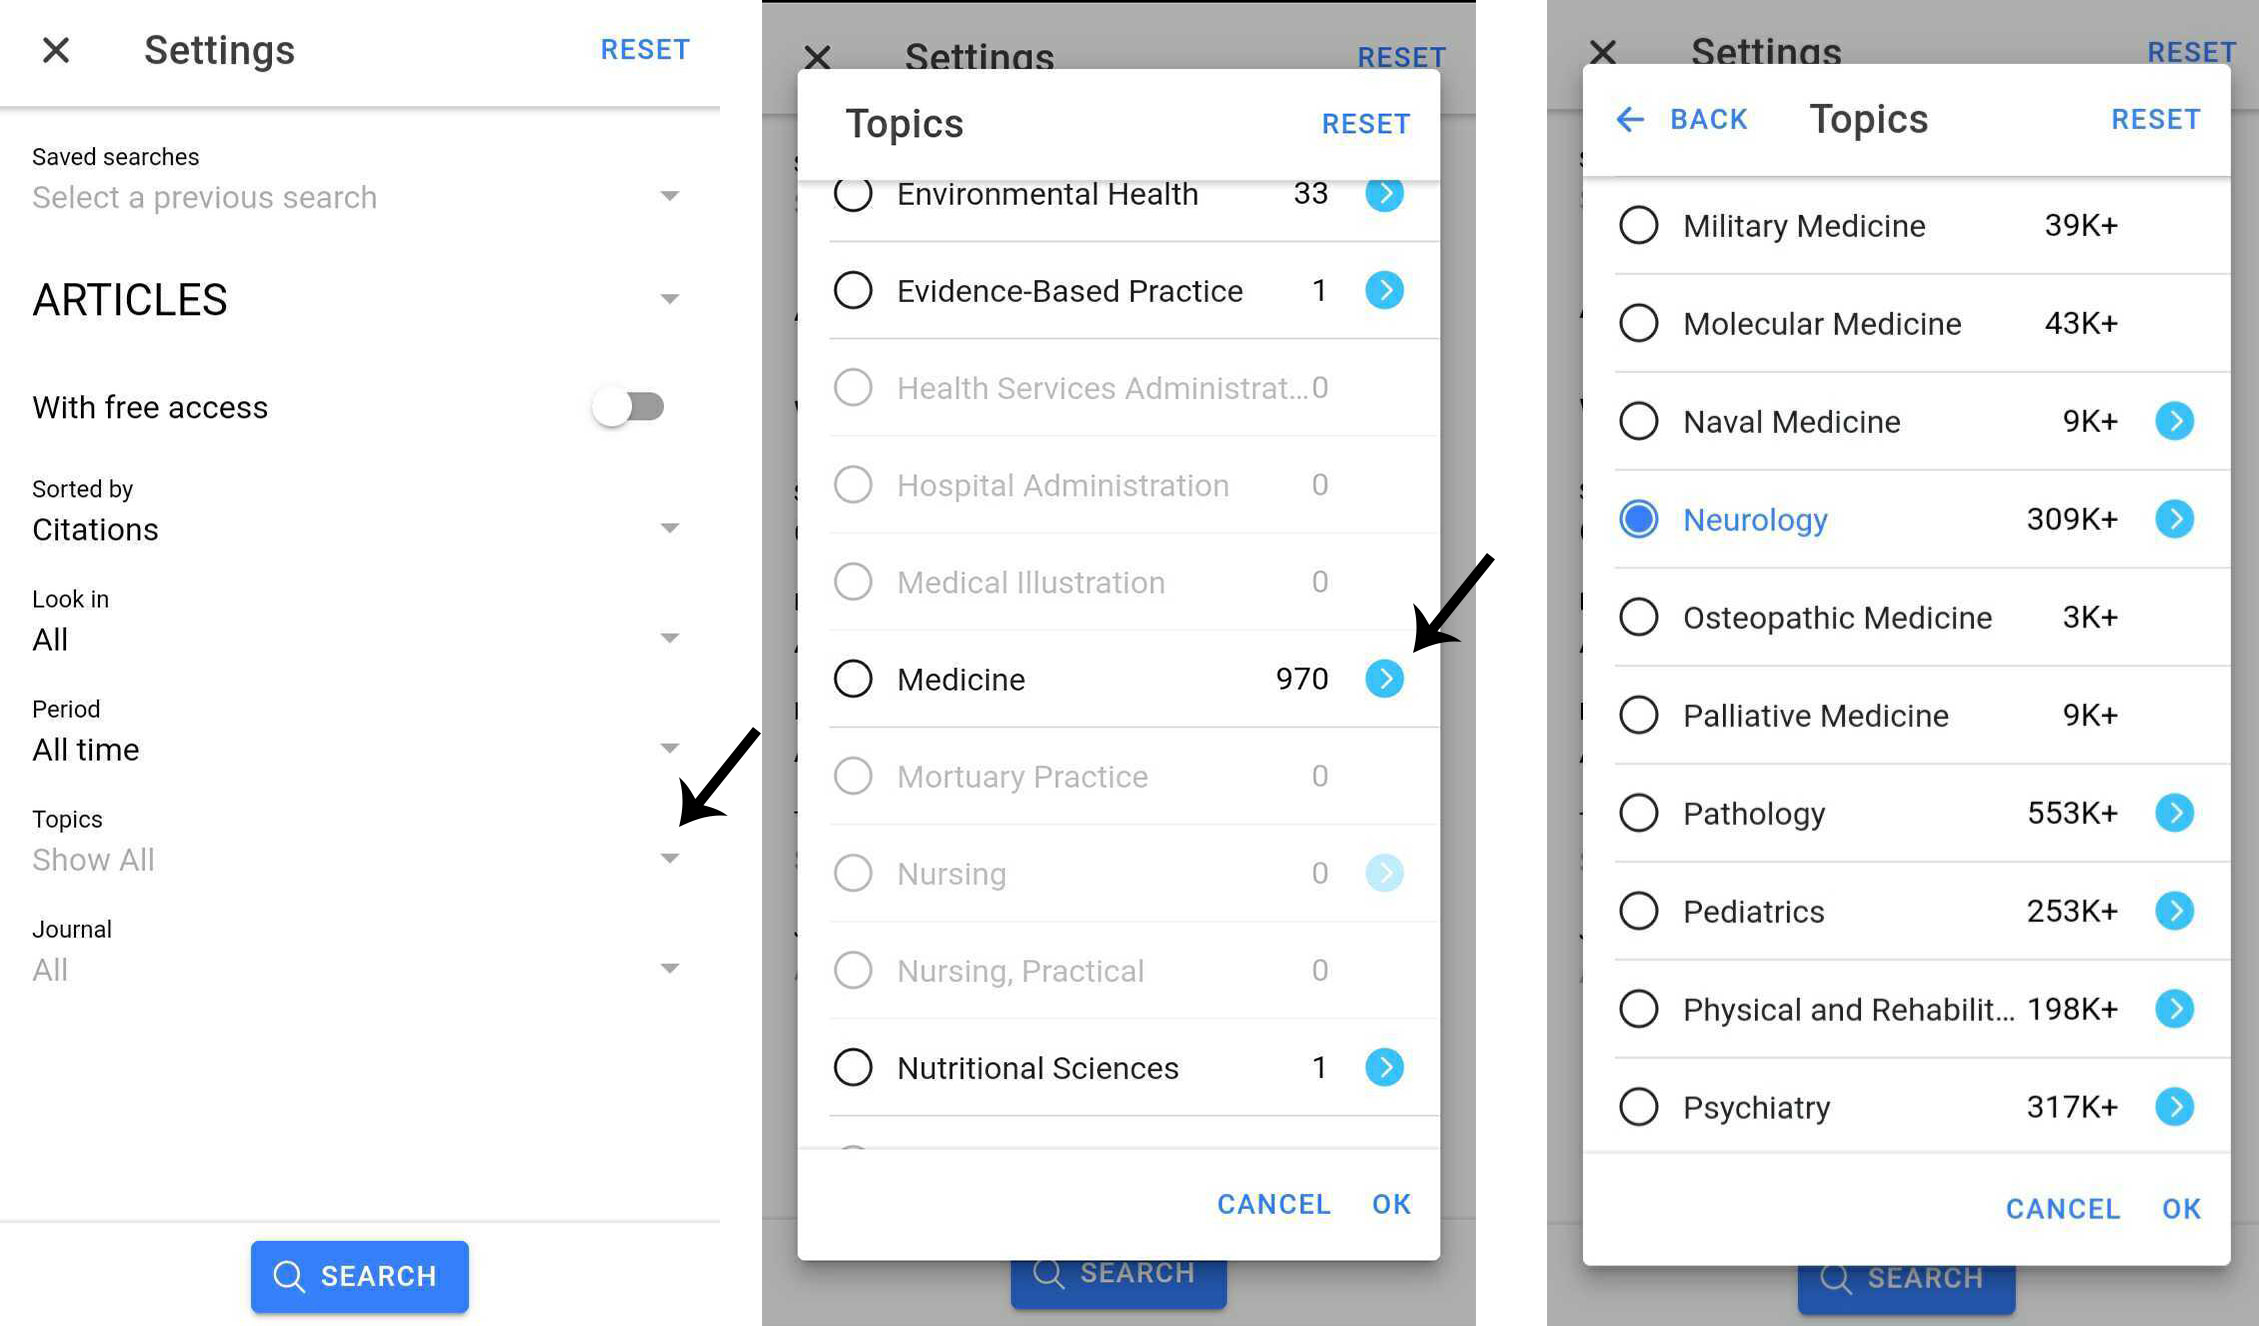 Settings
RESET
Saved searches
Select a previous search
ARTICLES
With free access
Sorted by
Citations
Look in
All
Period
All time
Topics
Show All
Journal
All
SEARCH
Settings
RESET
Topics
RESET
Environmental Health 33
Evidence-Based Practice 1
Health Services Administrat... 0
Hospital Administration 0
Medical Illustration 0
Medicine 970
Mortuary Practice 0
Nursing 0
Nursing, Practical 0
Nutritional Sciences 1
CANCEL OK
SEARCH
Settings
RESET
BACK Topics RESET
Military Medicine 39K+
Molecular Medicine 43K+
Naval Medicine 9K+
Neurology 309K+
Osteopathic Medicine 3K+
Palliative Medicine 9K+
Pathology 553K+
Pediatrics 253K+
Physical and Rehabilit... 198K+
Psychiatry 317K+
CANCEL OK
SEARCH